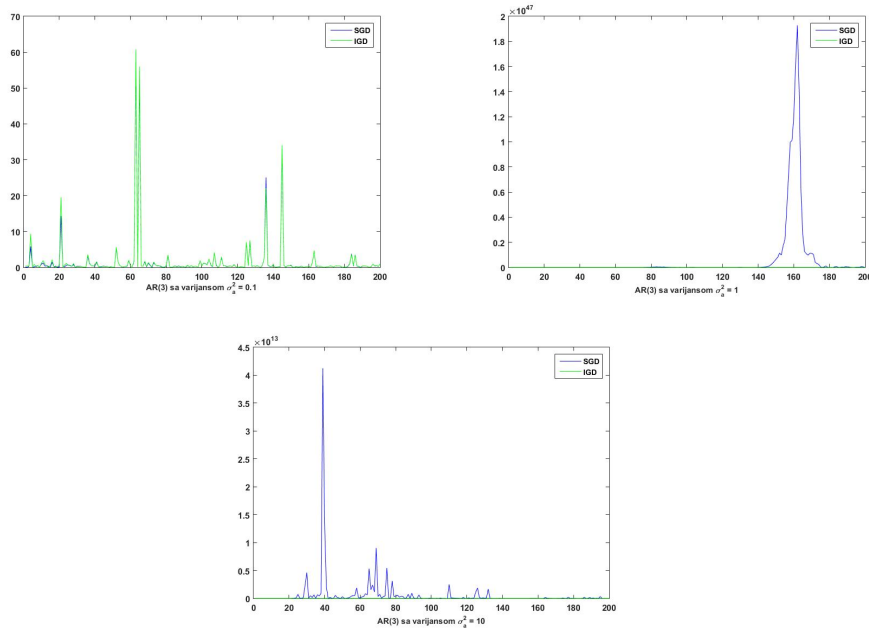 70
60
50
40
30
20
10
0
0 20 40 60 80 100 120 140 160 180 200
SGD
IGD
AR(3) sa varijansom σ²ₐ = 0.1
×10⁴⁷
2
1.8
1.6
1.4
1.2
1
0.8
0.6
0.4
0.2
0
0 20 40 60 80 100 120 140 160 180 200
SGD
IGD
AR(3) sa varijansom σ²ₐ = 1
×10¹³
4.5
4
3.5
3
2.5
2
1.5
1
0.5
0
0 20 40 60 80 100 120 140 160 180 200
SGD
IGD
AR(3) sa varijansom σ²ₐ = 10